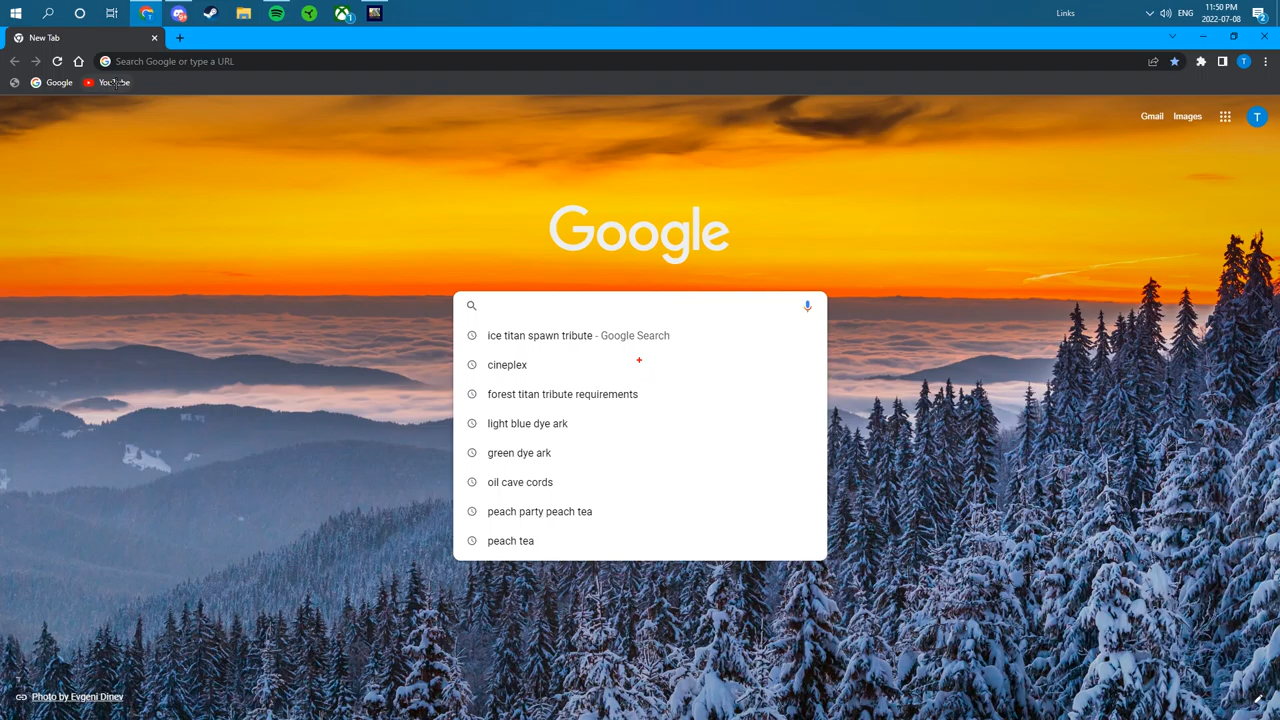 Links
ENG
11:50 PM
2022-07-08
2
New Tab
Search Google or type a URL
T
Google
YouTube
Gmail
Images
T
Google
ice titan spawn tribute - Google Search
cineplex
forest titan tribute requirements
light blue dye ark
green dye ark
oil cave cords
peach party peach tea
peach tea
Photo by Evgeni Dinev